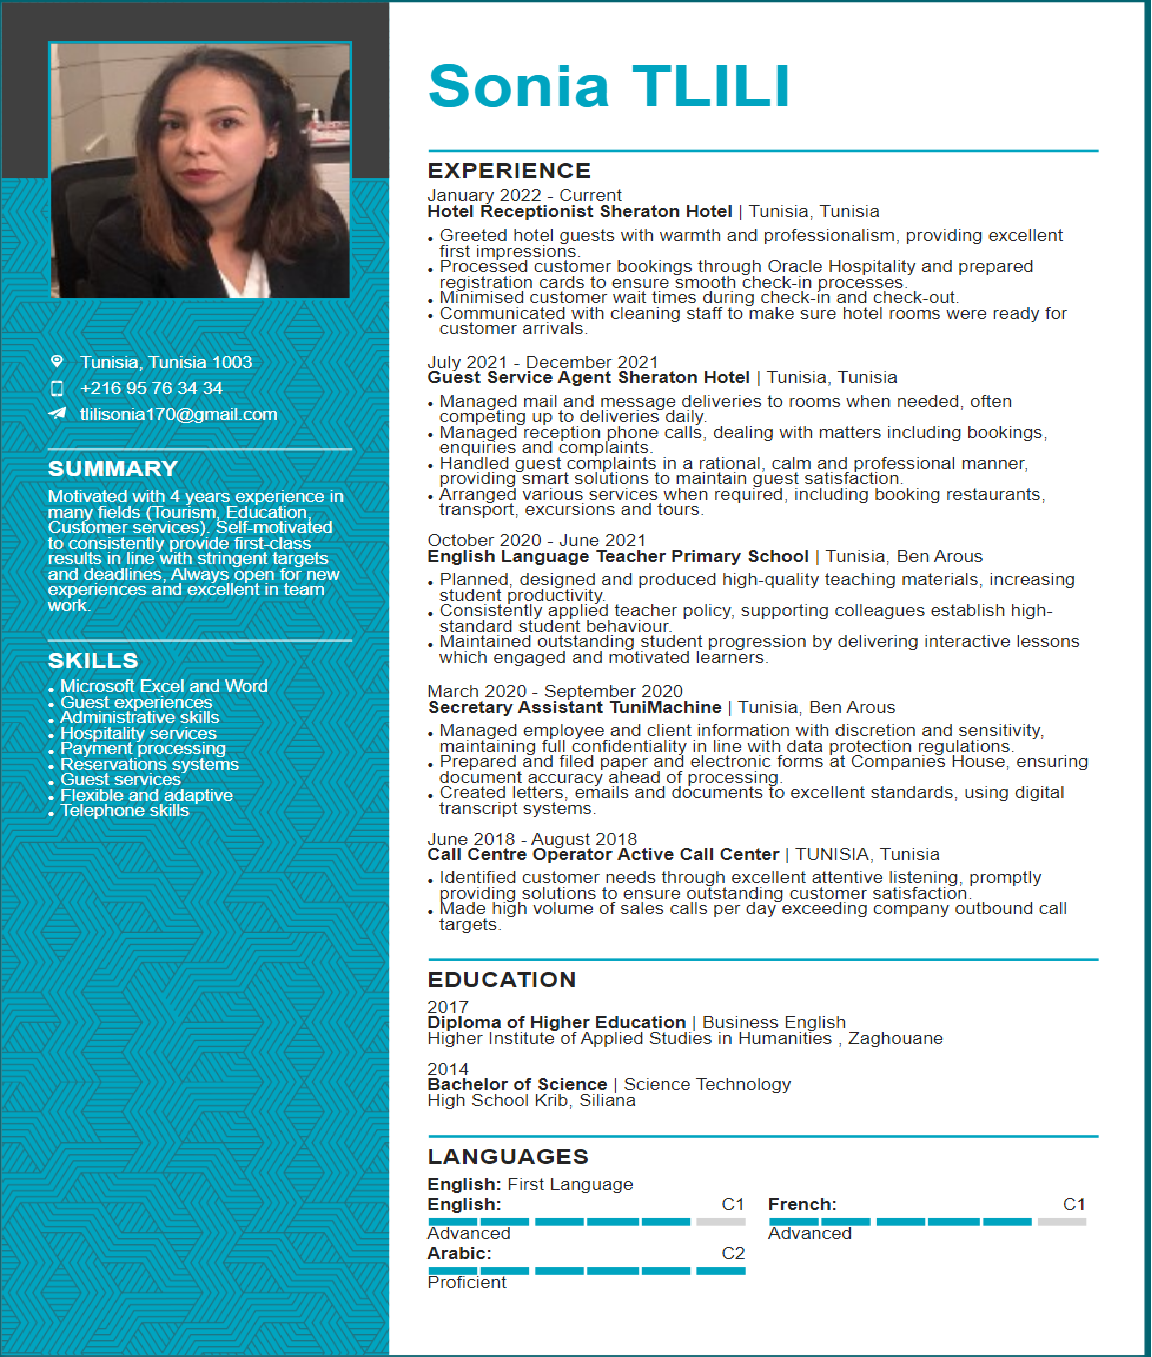 Sonia TLILI
Tunisia, Tunisia 1003
+216 95 76 34 34
tlilisonia170@gmail.com
SUMMARY
Motivated with 4 years experience in
many fields (Tourism, Education,
Customer services). Self-motivated
to consistently provide first-class
results in line with stringent targets
and deadlines, Always open for new
experiences and excellent in team
work.
SKILLS
• Microsoft Excel and Word
• Guest experiences
• Administrative skills
• Hospitality services
• Payment processing
• Reservations systems
• Guest services
• Flexible and adaptive
• Telephone skills
EXPERIENCE
January 2022 - Current
Hotel Receptionist Sheraton Hotel | Tunisia, Tunisia
• Greeted hotel guests with warmth and professionalism, providing excellent
first impressions.
• Processed customer bookings through Oracle Hospitality and prepared
registration cards to ensure smooth check-in processes.
• Minimised customer wait times during check-in and check-out.
• Communicated with cleaning staff to make sure hotel rooms were ready for
customer arrivals.
July 2021 - December 2021
Guest Service Agent Sheraton Hotel | Tunisia, Tunisia
• Managed mail and message deliveries to rooms when needed, often
competing up to deliveries daily.
• Managed reception phone calls, dealing with matters including bookings,
enquiries and complaints.
• Handled guest complaints in a rational, calm and professional manner,
providing smart solutions to maintain guest satisfaction.
• Arranged various services when required, including booking restaurants,
transport, excursions and tours.
October 2020 - June 2021
English Language Teacher Primary School | Tunisia, Ben Arous
• Planned, designed and produced high-quality teaching materials, increasing
student productivity.
• Consistently applied teacher policy, supporting colleagues establish high-
standard student behaviour.
• Maintained outstanding student progression by delivering interactive lessons
which engaged and motivated learners.
March 2020 - September 2020
Secretary Assistant TuniMachine | Tunisia, Ben Arous
• Managed employee and client information with discretion and sensitivity,
maintaining full confidentiality in line with data protection regulations.
• Prepared and filed paper and electronic forms at Companies House, ensuring
document accuracy ahead of processing.
• Created letters, emails and documents to excellent standards, using digital
transcript systems.
June 2018 - August 2018
Call Centre Operator Active Call Center | TUNISIA, Tunisia
• Identified customer needs through excellent attentive listening, promptly
providing solutions to ensure outstanding customer satisfaction.
• Made high volume of sales calls per day exceeding company outbound call
targets.
EDUCATION
2017
Diploma of Higher Education | Business English
Higher Institute of Applied Studies in Humanities , Zaghouane
2014
Bachelor of Science | Science Technology
High School Krib, Siliana
LANGUAGES
English: First Language
English: C1 French: C1
Advanced Advanced
Arabic: C2
Proficient